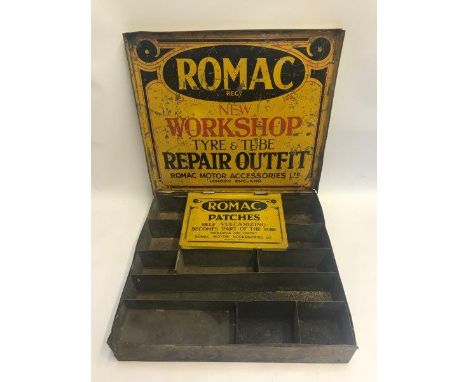 ROMAC
REGD
NEW
WORKSHOP
TYRE & TUBE
REPAIR OUTFIT
ROMAC MOTOR ACCESSORIES LTD
LONDON ENGLAND
ROMAC
PATCHES
SELF VULCANIZING
BECOMES PART OF THE TUBE
ROMAC MOTOR ACCESSORIES LTD